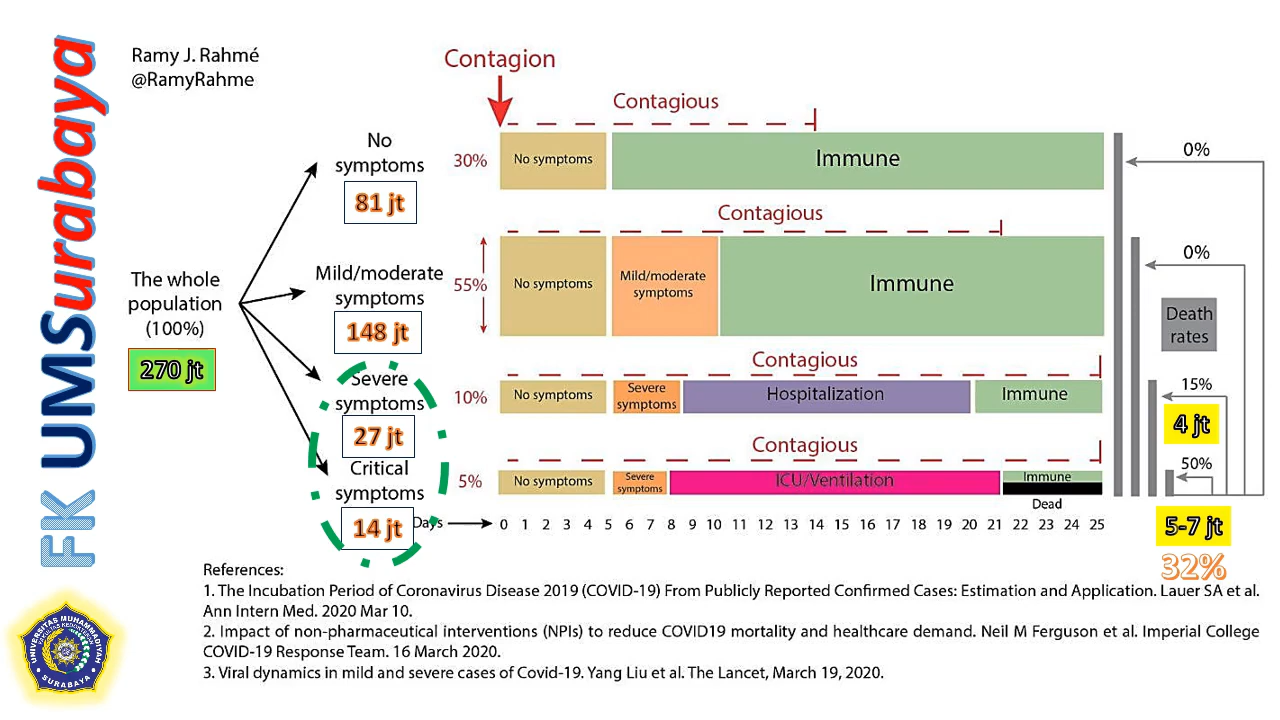 FK UMSurabaya
Ramy J. Rahmé
@RamyRahme
Contagion
The whole
population
(100%)
270 jt
No
symptoms
81 jt
30%
Contagious
No symptoms
Immune
0%
Mild/moderate
symptoms
148 jt
55%
Contagious
No symptoms
Mild/moderate
symptoms
Immune
0%
Death
rates
Severe
symptoms
27 jt
10%
Contagious
No symptoms
Severe
symptoms
Hospitalization
Immune
15%
4 jt
Critical
symptoms
14 jt
5%
Contagious
No symptoms
Severe
symptoms
ICU/Ventilation
Immune
Dead
50%
5-7 jt
32%
Days 0 1 2 3 4 5 6 7 8 9 10 11 12 13 14 15 16 17 18 19 20 21 22 23 24 25
References:
1. The Incubation Period of Coronavirus Disease 2019 (COVID-19) From Publicly Reported Confirmed Cases: Estimation and Application. Lauer SA et al.
Ann Intern Med. 2020 Mar 10.
2. Impact of non-pharmaceutical interventions (NPIs) to reduce COVID19 mortality and healthcare demand. Neil M Ferguson et al. Imperial College
COVID-19 Response Team. 16 March 2020.
3. Viral dynamics in mild and severe cases of Covid-19. Yang Liu et al. The Lancet, March 19, 2020.
UNIVERSITAS MUHAMMADIYAH
SURABAYA